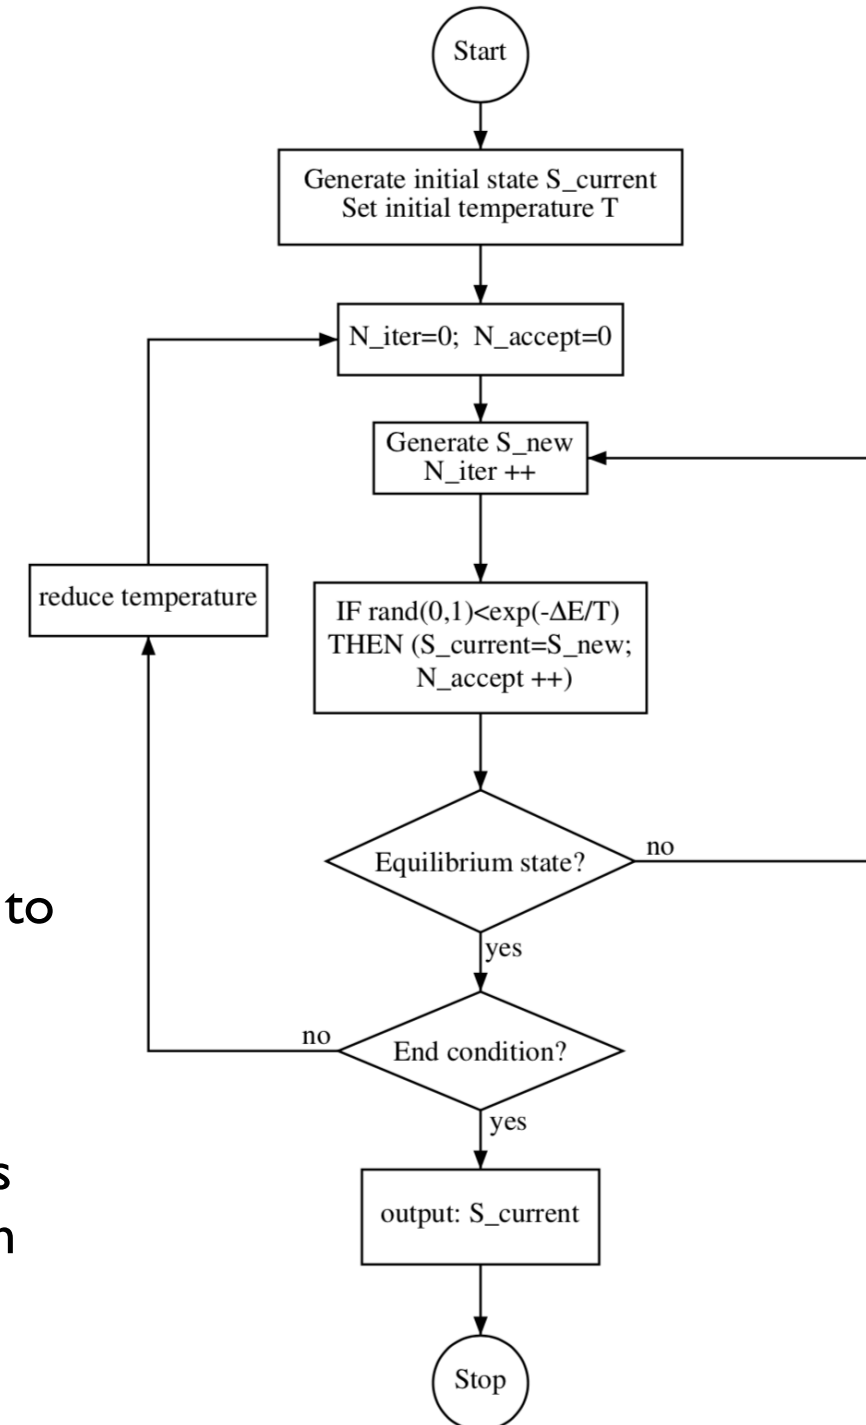 Start
Generate initial state S_current
Set initial temperature T
N_iter=0;  N_accept=0
Generate S_new
N_iter ++
reduce temperature
IF rand(0,1)<exp(-ΔE/T)
THEN (S_current=S_new;
N_accept ++)
Equilibrium state?
no
to
yes
no
End condition?
yes
s
output: S_current
n
Stop